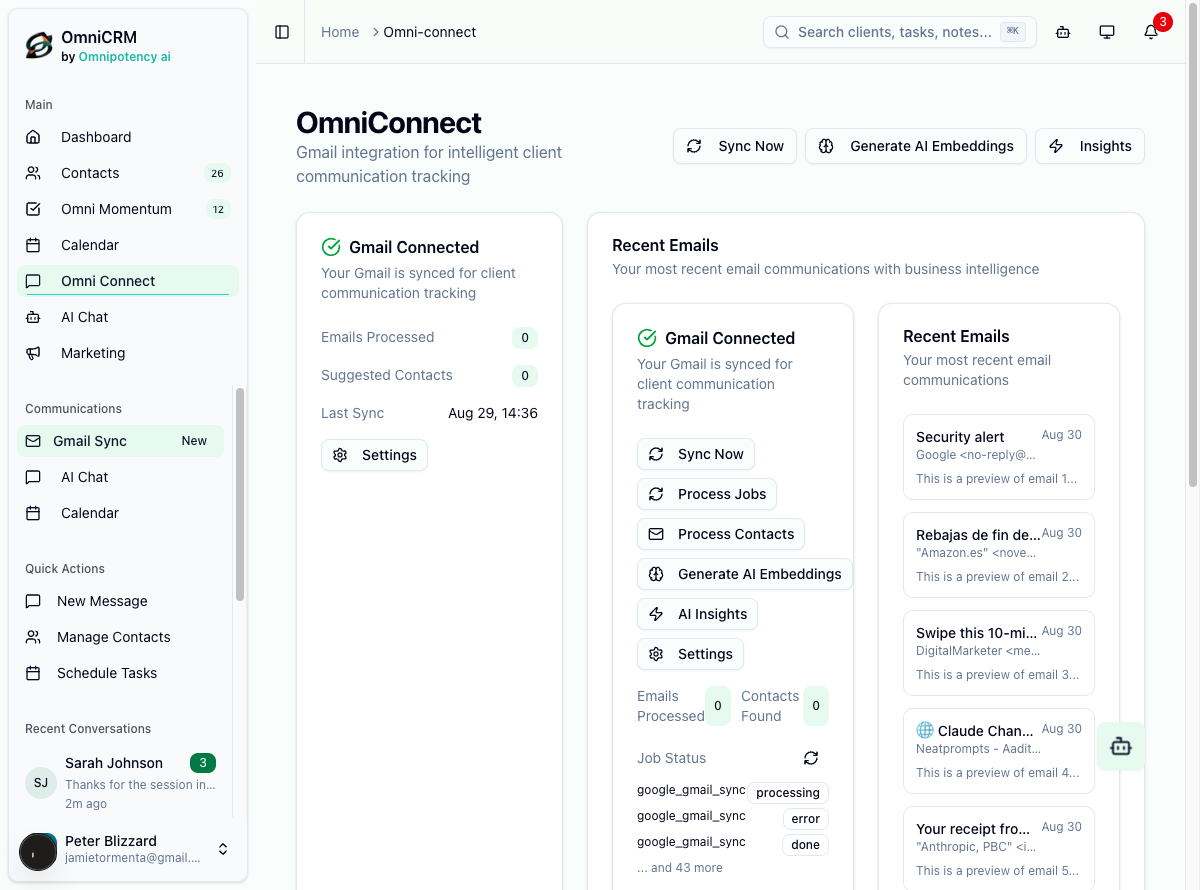 OmniCRM
by Omnipotency ai
Main
Dashboard
Contacts 26
Omni Momentum 12
Calendar
Omni Connect
AI Chat
Marketing
Communications
Gmail Sync New
AI Chat
Calendar
Quick Actions
New Message
Manage Contacts
Schedule Tasks
Recent Conversations
SJ
Sarah Johnson 3
Thanks for the session in...
2m ago
Peter Blizzard
jamietormenta@gmail....
Home > Omni-connect
Search clients, tasks, notes... ⌘K
3
OmniConnect
Gmail integration for intelligent client
communication tracking
Sync Now
Generate AI Embeddings
Insights
Gmail Connected
Your Gmail is synced for client
communication tracking
Emails Processed 0
Suggested Contacts 0
Last Sync Aug 29, 14:36
Settings
Recent Emails
Your most recent email communications with business intelligence
Gmail Connected
Your Gmail is synced for
client communication
tracking
Sync Now
Process Jobs
Process Contacts
Generate AI Embeddings
AI Insights
Settings
Emails
Processed 0
Contacts
Found 0
Job Status
google_gmail_sync processing
google_gmail_sync error
google_gmail_sync done
... and 43 more
Recent Emails
Your most recent email
communications
Security alert Aug 30
Google <no-reply@...
This is a preview of email 1...
Rebajas de fin de... Aug 30
"Amazon.es" <nove...
This is a preview of email 2...
Swipe this 10-mi... Aug 30
DigitalMarketer <me...
This is a preview of email 3...
🌐 Claude Chan... Aug 30
Neatprompts - Aadit...
This is a preview of email 4...
Your receipt fro... Aug 30
"Anthropic, PBC" <i...
This is a preview of email 5...